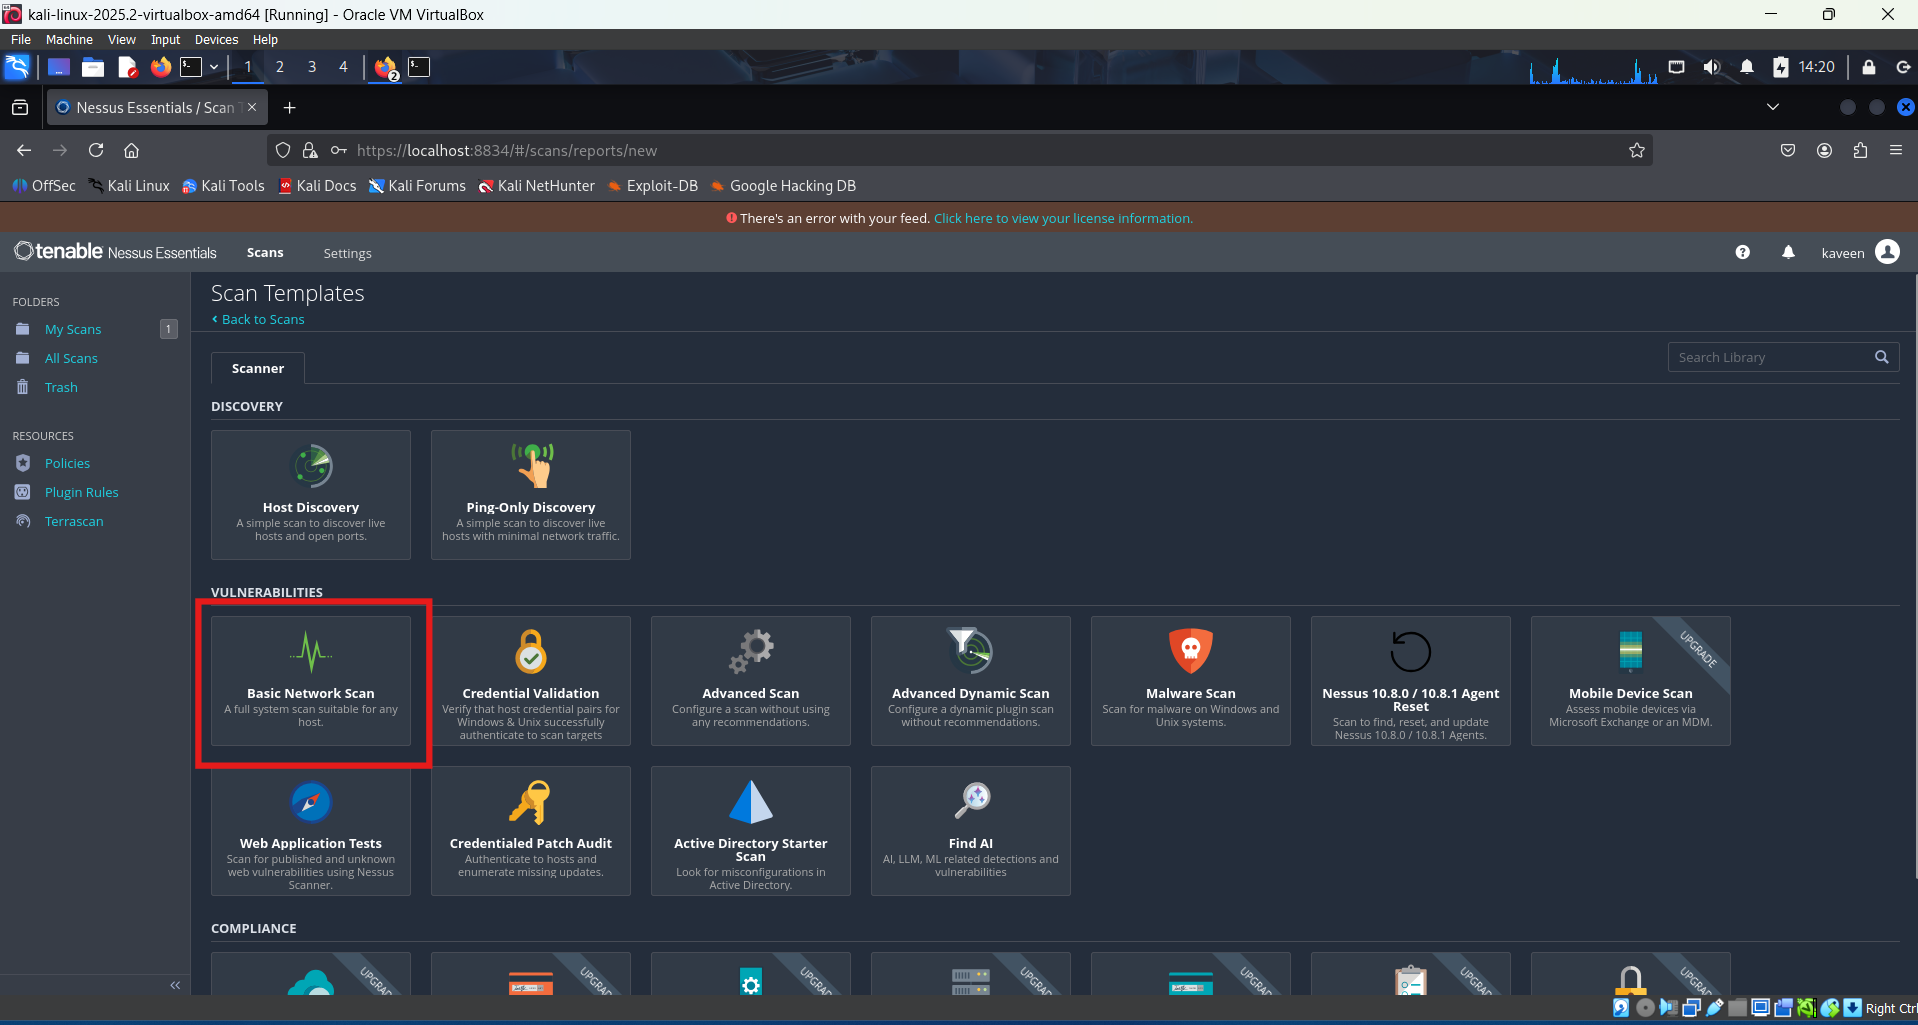 kali-linux-2025.2-virtualbox-amd64 [Running] - Oracle VM VirtualBox
File Machine View Input Devices Help
1 2 3 4 2 14:20
Nessus Essentials / Scan T
https://localhost:8834/#/scans/reports/new
OffSec Kali Linux Kali Tools Kali Docs Kali Forums Kali NetHunter Exploit-DB Google Hacking DB
There's an error with your feed. Click here to view your license information.
tenable Nessus Essentials Scans Settings kaveen
FOLDERS
My Scans 1
All Scans
Trash
RESOURCES
Policies
Plugin Rules
Terrascan
Scan Templates
Back to Scans
Scanner
Search Library
DISCOVERY
Host Discovery
A simple scan to discover live
hosts and open ports.
Ping-Only Discovery
A simple scan to discover live
hosts with minimal network traffic.
VULNERABILITIES
Basic Network Scan
A full system scan suitable for any
host.
Credential Validation
Verify that host credential pairs for
Windows & Unix successfully
authenticate to scan targets
Advanced Scan
Configure a scan without using
any recommendations.
Advanced Dynamic Scan
Configure a dynamic plugin scan
without recommendations.
Malware Scan
Scan for malware on Windows and
Unix systems.
Nessus 10.8.0 / 10.8.1 Agent
Reset
Scan to find, reset, and update
Nessus 10.8.0 / 10.8.1 Agents.
UPGRADE
Mobile Device Scan
Assess mobile devices via
Microsoft Exchange or an MDM.
Web Application Tests
Scan for published and unknown
web vulnerabilities using Nessus
Scanner.
Credentialed Patch Audit
Authenticate to hosts and
enumerate missing updates.
Active Directory Starter
Scan
Look for misconfigurations in
Active Directory.
Find AI
AI, LLM, ML related detections and
vulnerabilities
COMPLIANCE
UPGRAD
UPGRAD
UPGRAD
UPGRAD
UPGRAD
UPGRAD
UPGRAD
Right Ctrl